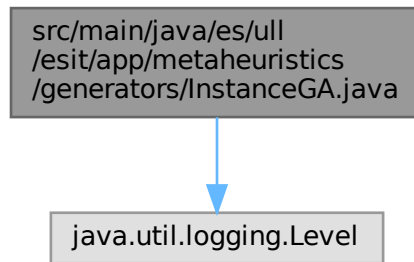 src/main/java/es/ull
/esit/app/metaheuristics
/generators/InstanceGA.java
java.util.logging.Level